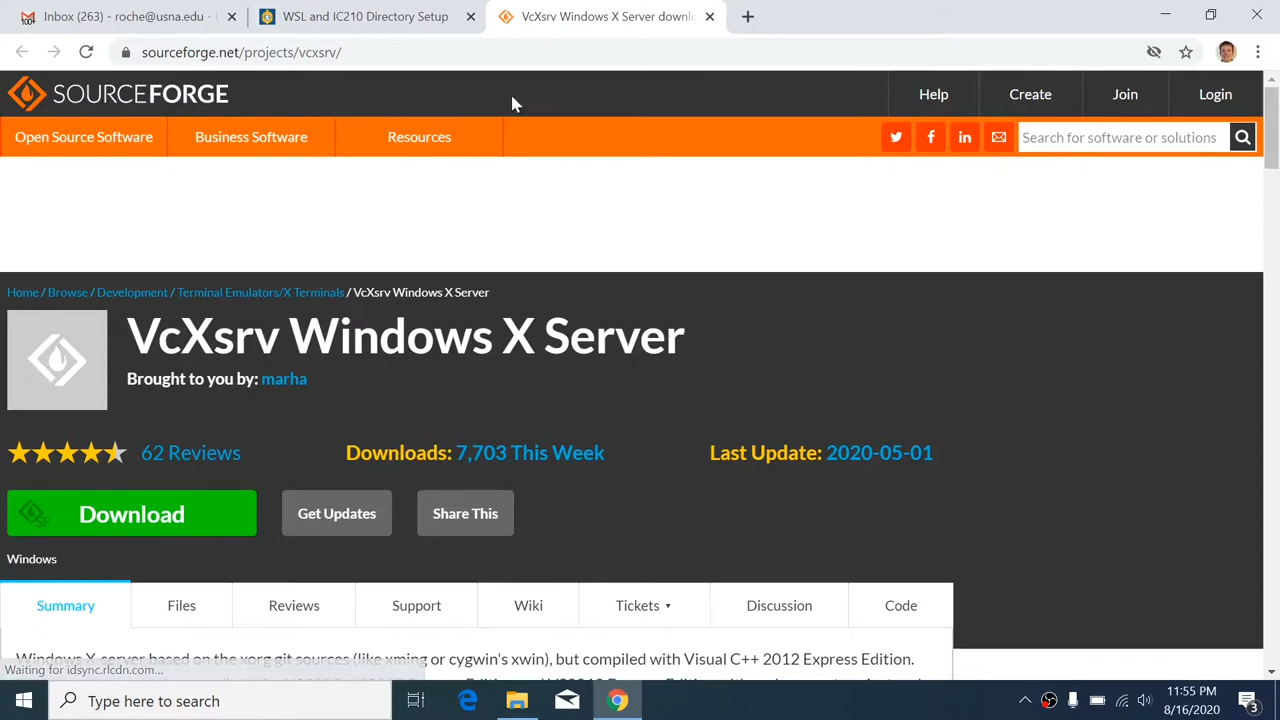 Inbox (263) - roche@usna.edu -
WSL and IC210 Directory Setup
VcXsrv Windows X Server downl
sourceforge.net/projects/vcxsrv/
SOURCEFORGE
Help
Create
Join
Login
Open Source Software
Business Software
Resources
Search for software or solutions
Home / Browse / Development / Terminal Emulators/X Terminals / VcXsrv Windows X Server
VcXsrv Windows X Server
Brought to you by: marha
62 Reviews
Downloads: 7,703 This Week
Last Update: 2020-05-01
SF
Download
Get Updates
Share This
Windows
Summary
Files
Reviews
Support
Wiki
Tickets
Discussion
Code
Windows X-server based on the xorg git sources (like xming or cygwin's xwin), but compiled with Visual C++ 2012 Express Edition.
Waiting for idsync.rlcdn.com...
Type here to search
11:55 PM
8/16/2020
3